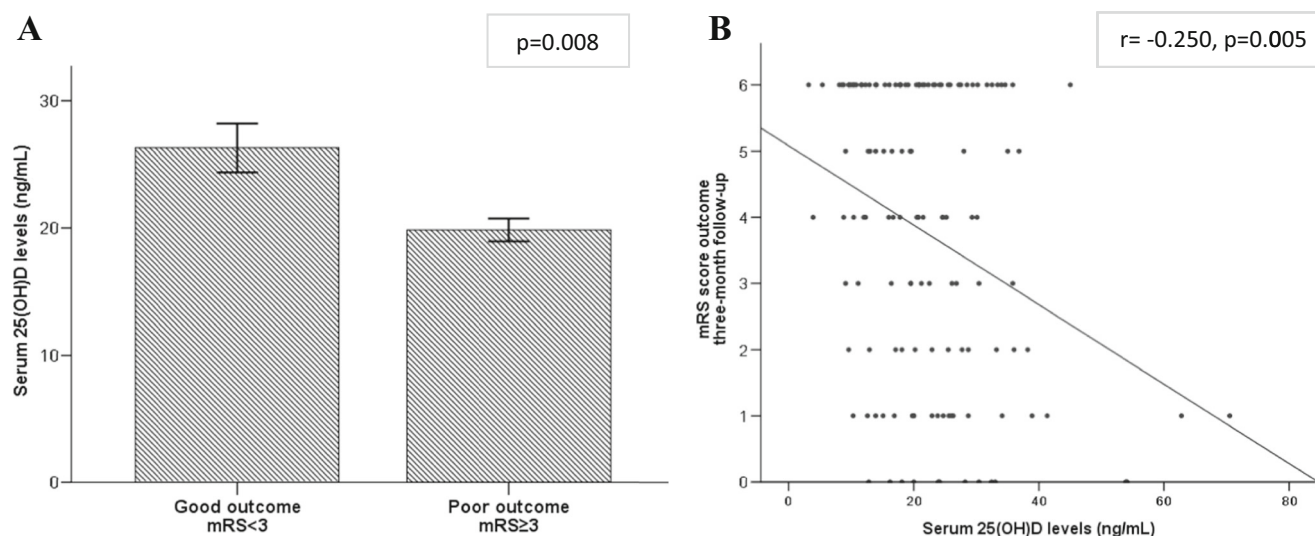 A
p=0.008
Serum 25(OH)D levels (ng/mL)
30
20
10
0
Good outcome
mRS<3
Poor outcome
mRS≥3
B
r= -0.250, p=0.005
mRS score outcome
three-month follow-up
6
5
4
3
2
1
0
0
20
40
60
80
Serum 25(OH)D levels (ng/mL)